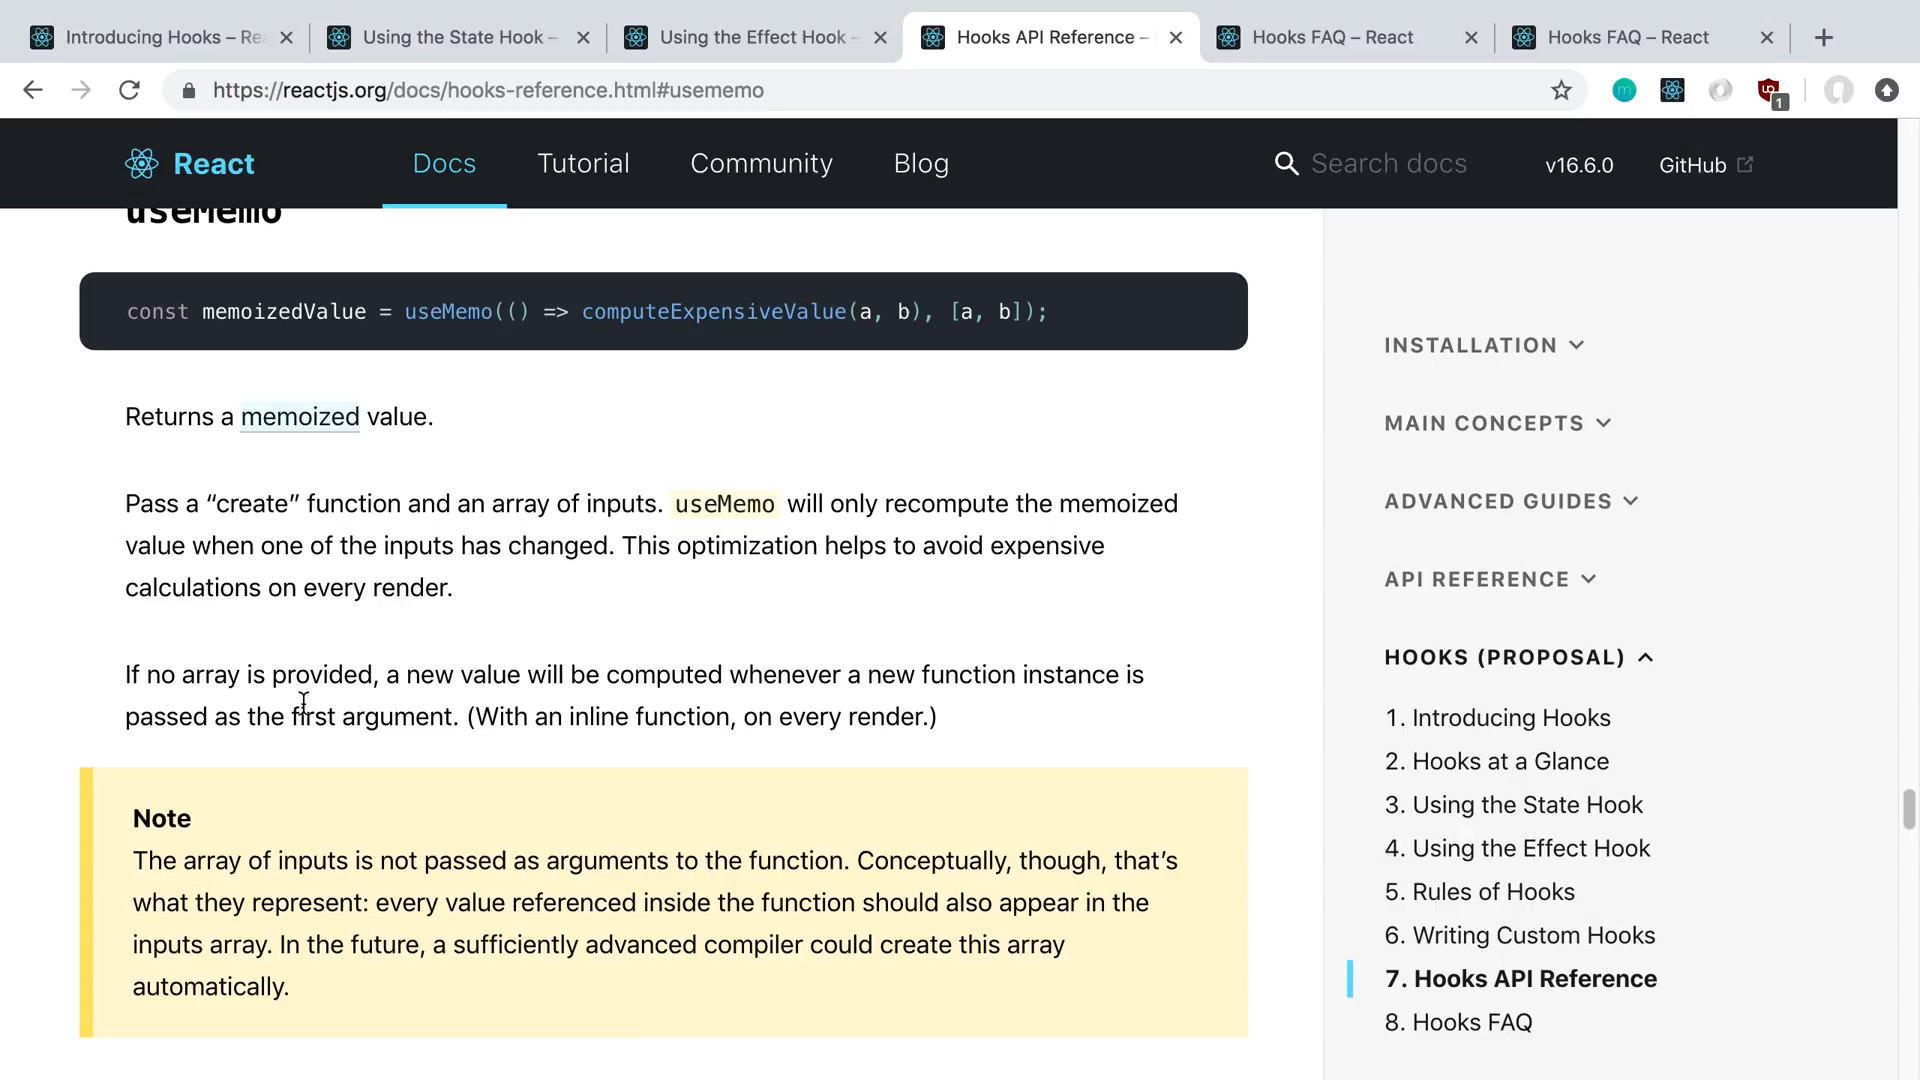 Introducing Hooks – Rea
Using the State Hook –
Using the Effect Hook –
Hooks API Reference –
Hooks FAQ – React
Hooks FAQ – React
https://reactjs.org/docs/hooks-reference.html#usememo
1
React
Docs
Tutorial
Community
Blog
Search docs
v16.6.0
GitHub
useMemo
const memoizedValue = useMemo(() => computeExpensiveValue(a, b), [a, b]);
Returns a memoized value.
Pass a “create” function and an array of inputs. useMemo will only recompute the memoized
value when one of the inputs has changed. This optimization helps to avoid expensive
calculations on every render.
If no array is provided, a new value will be computed whenever a new function instance is
passed as the first argument. (With an inline function, on every render.)
Note
The array of inputs is not passed as arguments to the function. Conceptually, though, that’s
what they represent: every value referenced inside the function should also appear in the
inputs array. In the future, a sufficiently advanced compiler could create this array
automatically.
INSTALLATION
MAIN CONCEPTS
ADVANCED GUIDES
API REFERENCE
HOOKS (PROPOSAL)
1. Introducing Hooks
2. Hooks at a Glance
3. Using the State Hook
4. Using the Effect Hook
5. Rules of Hooks
6. Writing Custom Hooks
7. Hooks API Reference
8. Hooks FAQ